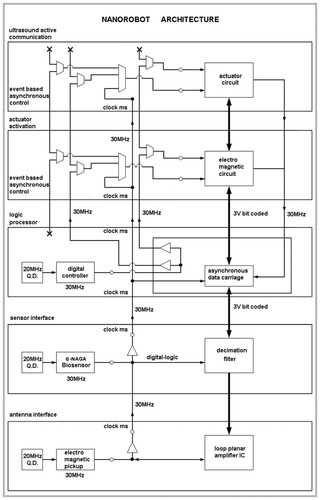 NANOROBOT ARCHITECTURE
ultrasound active
communication
actuator
circuit
event based
asynchronous
control
clock ms
actuator
activation
30MHz
electro
magnetic
circuit
event based
asynchronous
control
clock ms
30MHz
30MHz
3V bit coded
30MHz
logic
processor
asynchronous
data carriage
20MHz
Q.D.
digital
controller
30MHz
clock ms
30MHz
3V bit coded
sensor interface
clock ms
20MHz
Q.D.
α-NAGA
Biosensor
30MHz
digital-logic
decimation
filter
30MHz
antenna interface
clock ms
20MHz
Q.D.
electro
magnetic
pickup
30MHz
loop planar
amplifier IC